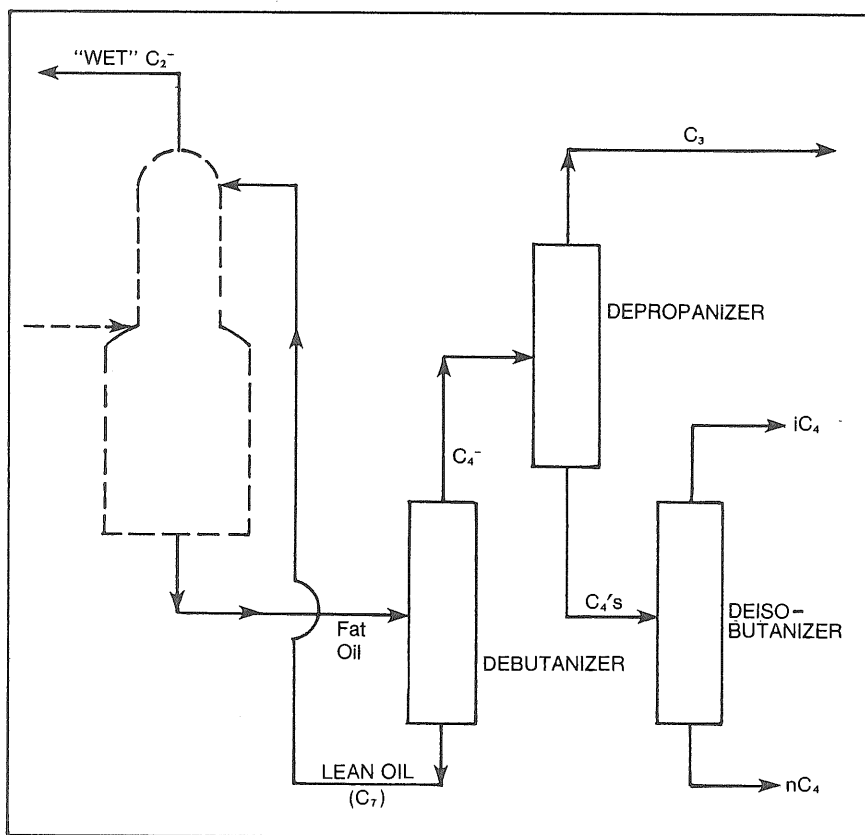 "WET" C₂⁻
C₃
DEPROPANIZER
iC₄
C₄⁻
C₄'s
DEISO-
BUTANIZER
Fat
Oil
DEBUTANIZER
LEAN OIL
(C₇)
nC₄